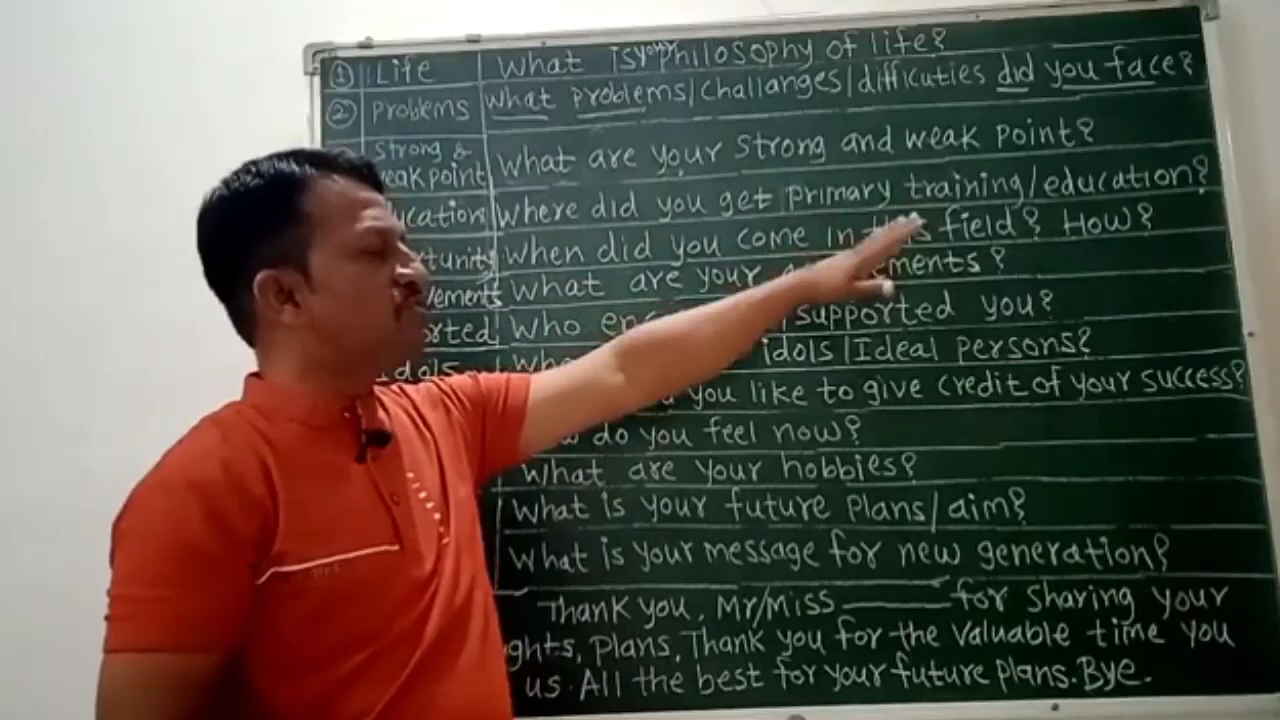 ① Life What is your Philosophy of life?
② Problems What problems/challanges/difficuties did you face?
Strong & weak point What are your strong and weak point?
ucation Where did you get primary training/education?
rtunity When did you come in this field? How?
vements What are your ements?
rted Who en supported you?
Idols idols/Ideal persons?
you like to give credit of your success?
do you feel now?
What are your hobbies?
What is your future plans/aim?
What is your message for new generation?
Thank you, Mr/Miss ______ for sharing your
ghts, Plans. Thank you for the valuable time you
us. All the best for your future plans. Bye.